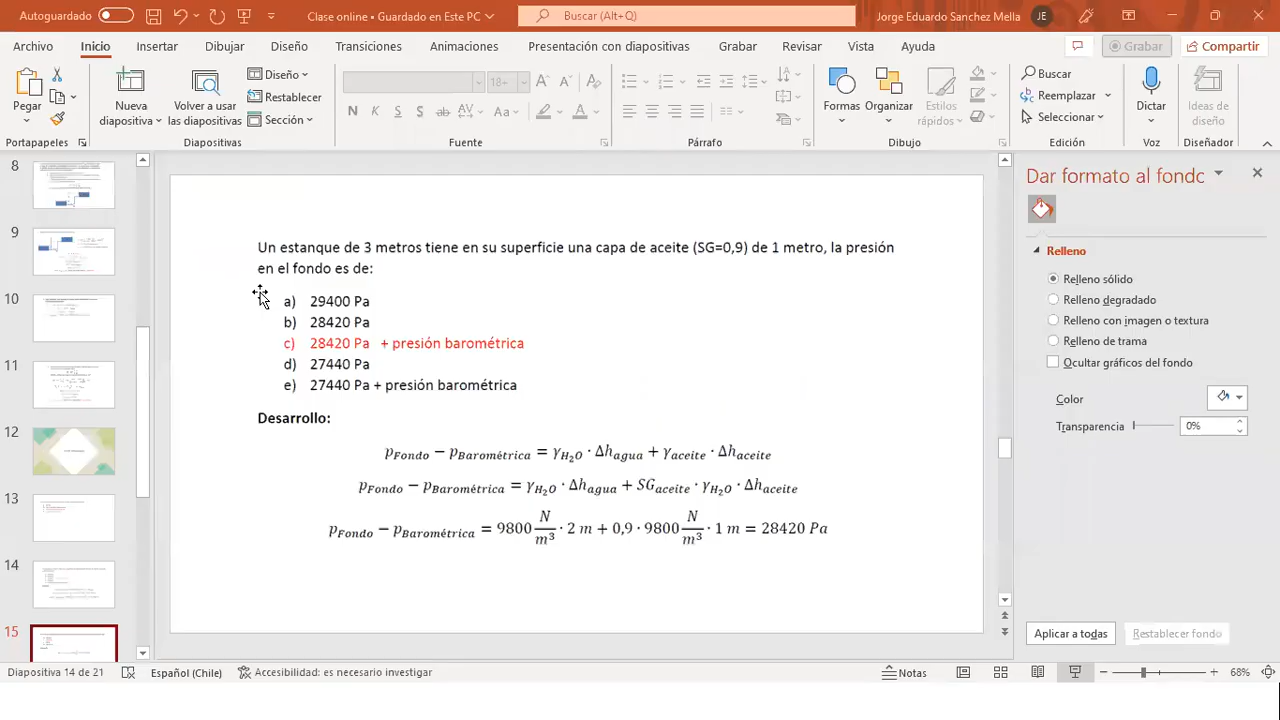 Autoguardado
Clase online • Guardado en Este PC
Buscar (Alt+Q)
Jorge Eduardo Sanchez Mella
JE
Archivo
Inicio
Insertar
Dibujar
Diseño
Transiciones
Animaciones
Presentación con diapositivas
Grabar
Revisar
Vista
Ayuda
Grabar
Compartir
Pegar
Nueva
diapositiva
Volver a usar
las diapositivas
Diseño
Restablecer
Sección
18+
N K S S ab AV Aa A
Formas
Organizar
Estilos
rápidos
Buscar
Reemplazar
Seleccionar
Dictar
Ideas de
diseño
Portapapeles
Diapositivas
Fuente
Párrafo
Dibujo
Edición
Voz
Diseñador
8
9
10
11
12
13
14
15
Un estanque de 3 metros tiene en su superficie una capa de aceite (SG=0,9) de 1 metro, la presión
en el fondo es de:
a) 29400 Pa
b) 28420 Pa
c) 28420 Pa + presión barométrica
d) 27440 Pa
e) 27440 Pa + presión barométrica
Desarrollo:
p_Fondo − p_Barométrica = γ_H₂O · Δh_agua + γ_aceite · Δh_aceite
p_Fondo − p_Barométrica = γ_H₂O · Δh_agua + SG_aceite · γ_H₂O · Δh_aceite
p_Fondo − p_Barométrica = 9800 N/m³ · 2 m + 0,9 · 9800 N/m³ · 1 m = 28420 Pa
Dar formato al fondo
Relleno
Relleno sólido
Relleno degradado
Relleno con imagen o textura
Relleno de trama
Ocultar gráficos del fondo
Color
Transparencia
0%
Aplicar a todas
Restablecer fondo
Diapositiva 14 de 21
Español (Chile)
Accesibilidad: es necesario investigar
Notas
68%